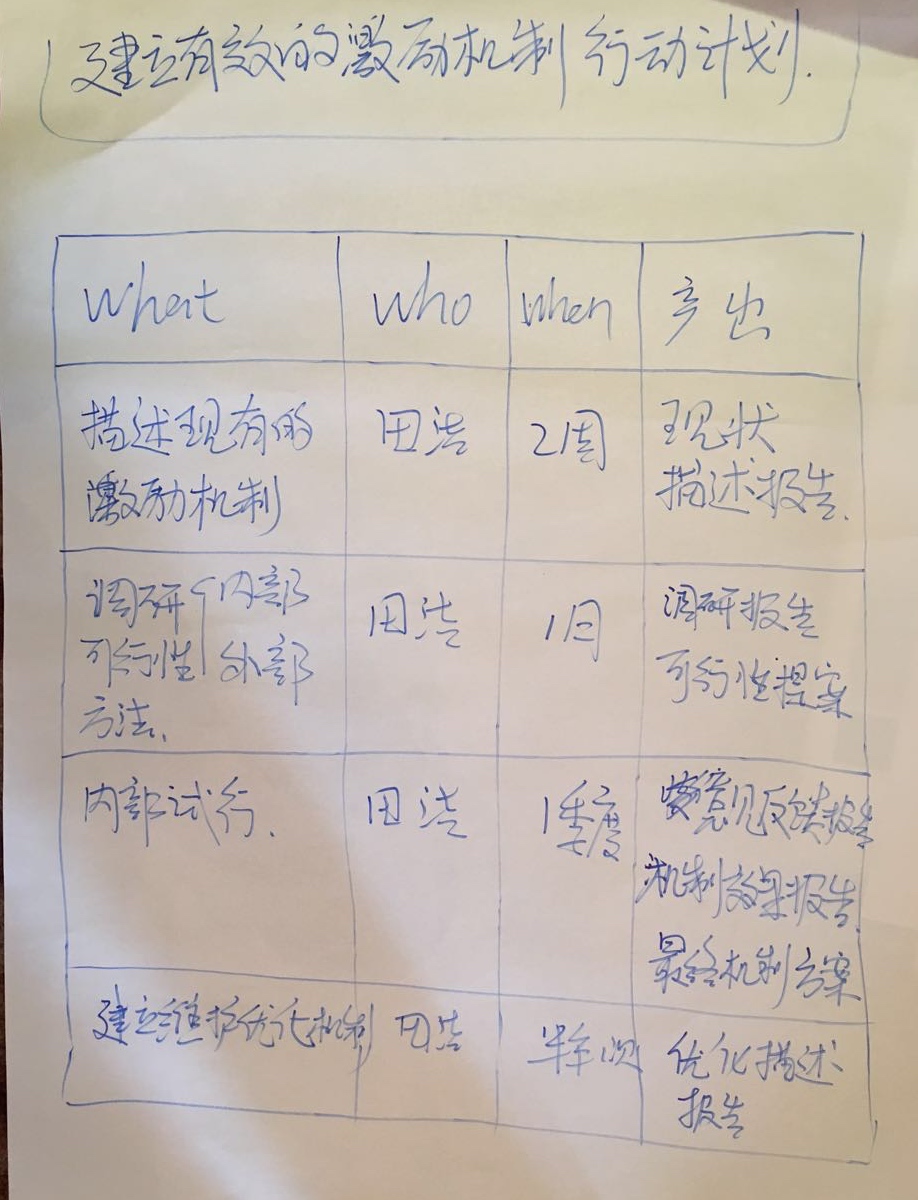 建立有效的激励机制行动计划.
What Who When 产出
描述现有的 田浩 2周 现状
激励机制 描述报告.
调研 内部 田浩 1月 调研报告
可行性 外部 可行性提案
方法.
内部试行. 田浩 1季度 意见反馈报告
机制效果报告.
最终机制方案
建立维护优化机制 田浩 半年 优化描述
报告